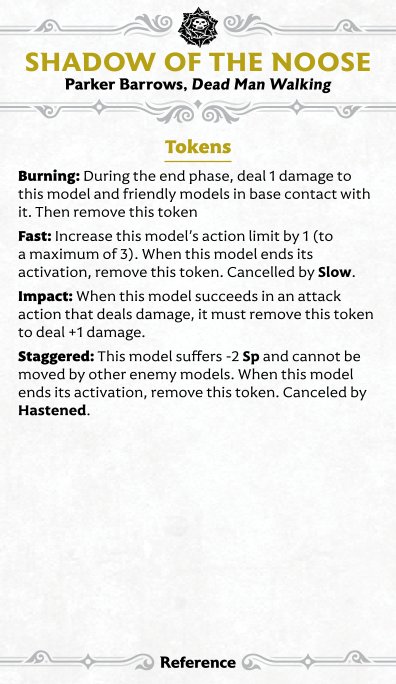 SHADOW OF THE NOOSE
Parker Barrows, Dead Man Walking
Tokens
Burning: During the end phase, deal 1 damage to
this model and friendly models in base contact with
it. Then remove this token
Fast: Increase this model's action limit by 1 (to
a maximum of 3). When this model ends its
activation, remove this token. Cancelled by Slow.
Impact: When this model succeeds in an attack
action that deals damage, it must remove this token
to deal +1 damage.
Staggered: This model suffers -2 Sp and cannot be
moved by other enemy models. When this model
ends its activation, remove this token. Canceled by
Hastened.
Reference